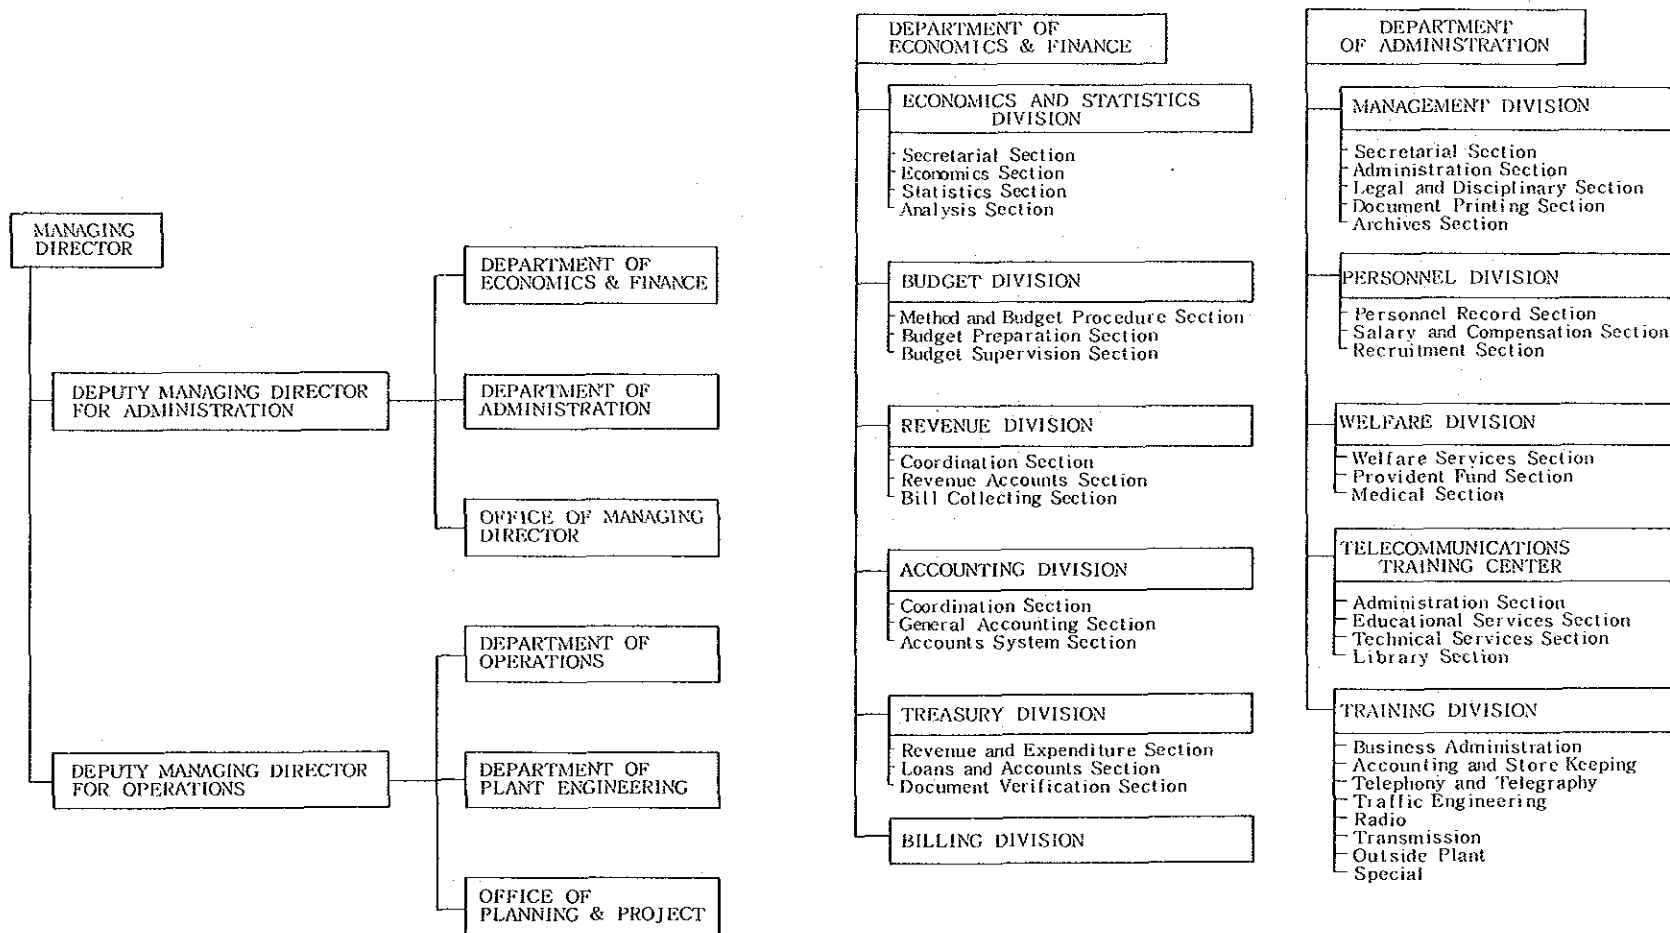 MANAGING
DIRECTOR
DEPUTY MANAGING DIRECTOR
FOR ADMINISTRATION
DEPARTMENT OF
ECONOMICS & FINANCE
DEPARTMENT OF
ADMINISTRATION
OFFICE OF MANAGING
DIRECTOR
DEPUTY MANAGING DIRECTOR
FOR OPERATIONS
DEPARTMENT OF
OPERATIONS
DEPARTMENT OF
PLANT ENGINEERING
OFFICE OF
PLANNING & PROJECT
DEPARTMENT OF
ECONOMICS & FINANCE
ECONOMICS AND STATISTICS
DIVISION
Secretarial Section
Economics Section
Statistics Section
Analysis Section
BUDGET DIVISION
Method and Budget Procedure Section
Budget Preparation Section
Budget Supervision Section
REVENUE DIVISION
Coordination Section
Revenue Accounts Section
Bill Collecting Section
ACCOUNTING DIVISION
Coordination Section
General Accounting Section
Accounts System Section
TREASURY DIVISION
Revenue and Expenditure Section
Loans and Accounts Section
Document Verification Section
BILLING DIVISION
DEPARTMENT
OF ADMINISTRATION
MANAGEMENT DIVISION
Secretarial Section
Administration Section
Legal and Disciplinary Section
Document Printing Section
Archives Section
PERSONNEL DIVISION
Personnel Record Section
Salary and Compensation Section
Recruitment Section
WELFARE DIVISION
Welfare Services Section
Provident Fund Section
Medical Section
TELECOMMUNICATIONS
TRAINING CENTER
Administration Section
Educational Services Section
Technical Services Section
Library Section
TRAINING DIVISION
Business Administration
Accounting and Store Keeping
Telephony and Telegraphy
Traffic Engineering
Radio
Transmission
Outside Plant
Special